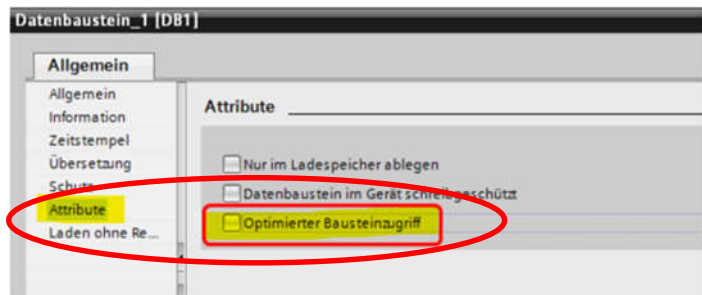 Datenbaustein_1 [DB1]
Allgemein
Allgemein
Information
Zeitstempel
Übersetzung
Schutz
Attribute
Laden ohne Re...
Attribute
Nur im Ladespeicher ablegen
Datenbaustein im Gerät schreibgeschützt
Optimierter Bausteinzugriff